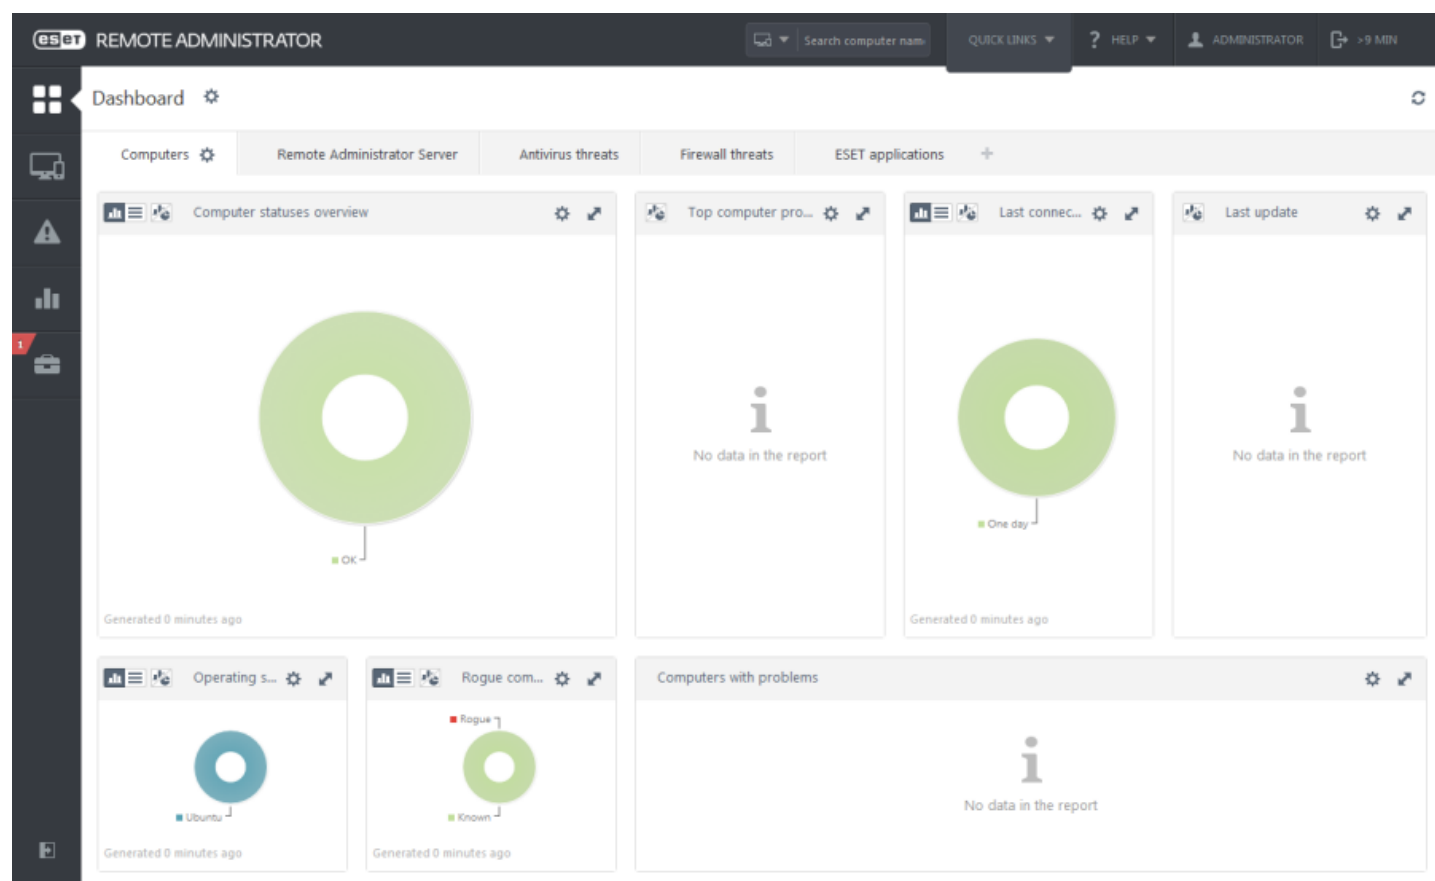 eset REMOTE ADMINISTRATOR
Search computer nam
QUICK LINKS
? HELP
ADMINISTRATOR
>9 MIN
Dashboard
Computers
Remote Administrator Server
Antivirus threats
Firewall threats
ESET applications
+
Computer statuses overview
Top computer pro...
Last connec...
Last update
No data in the report
No data in the report
One day
OK
Generated 0 minutes ago
Generated 0 minutes ago
1
Operating s...
Rogue com...
Computers with problems
Rogue
No data in the report
Ubuntu
Known
Generated 0 minutes ago
Generated 0 minutes ago